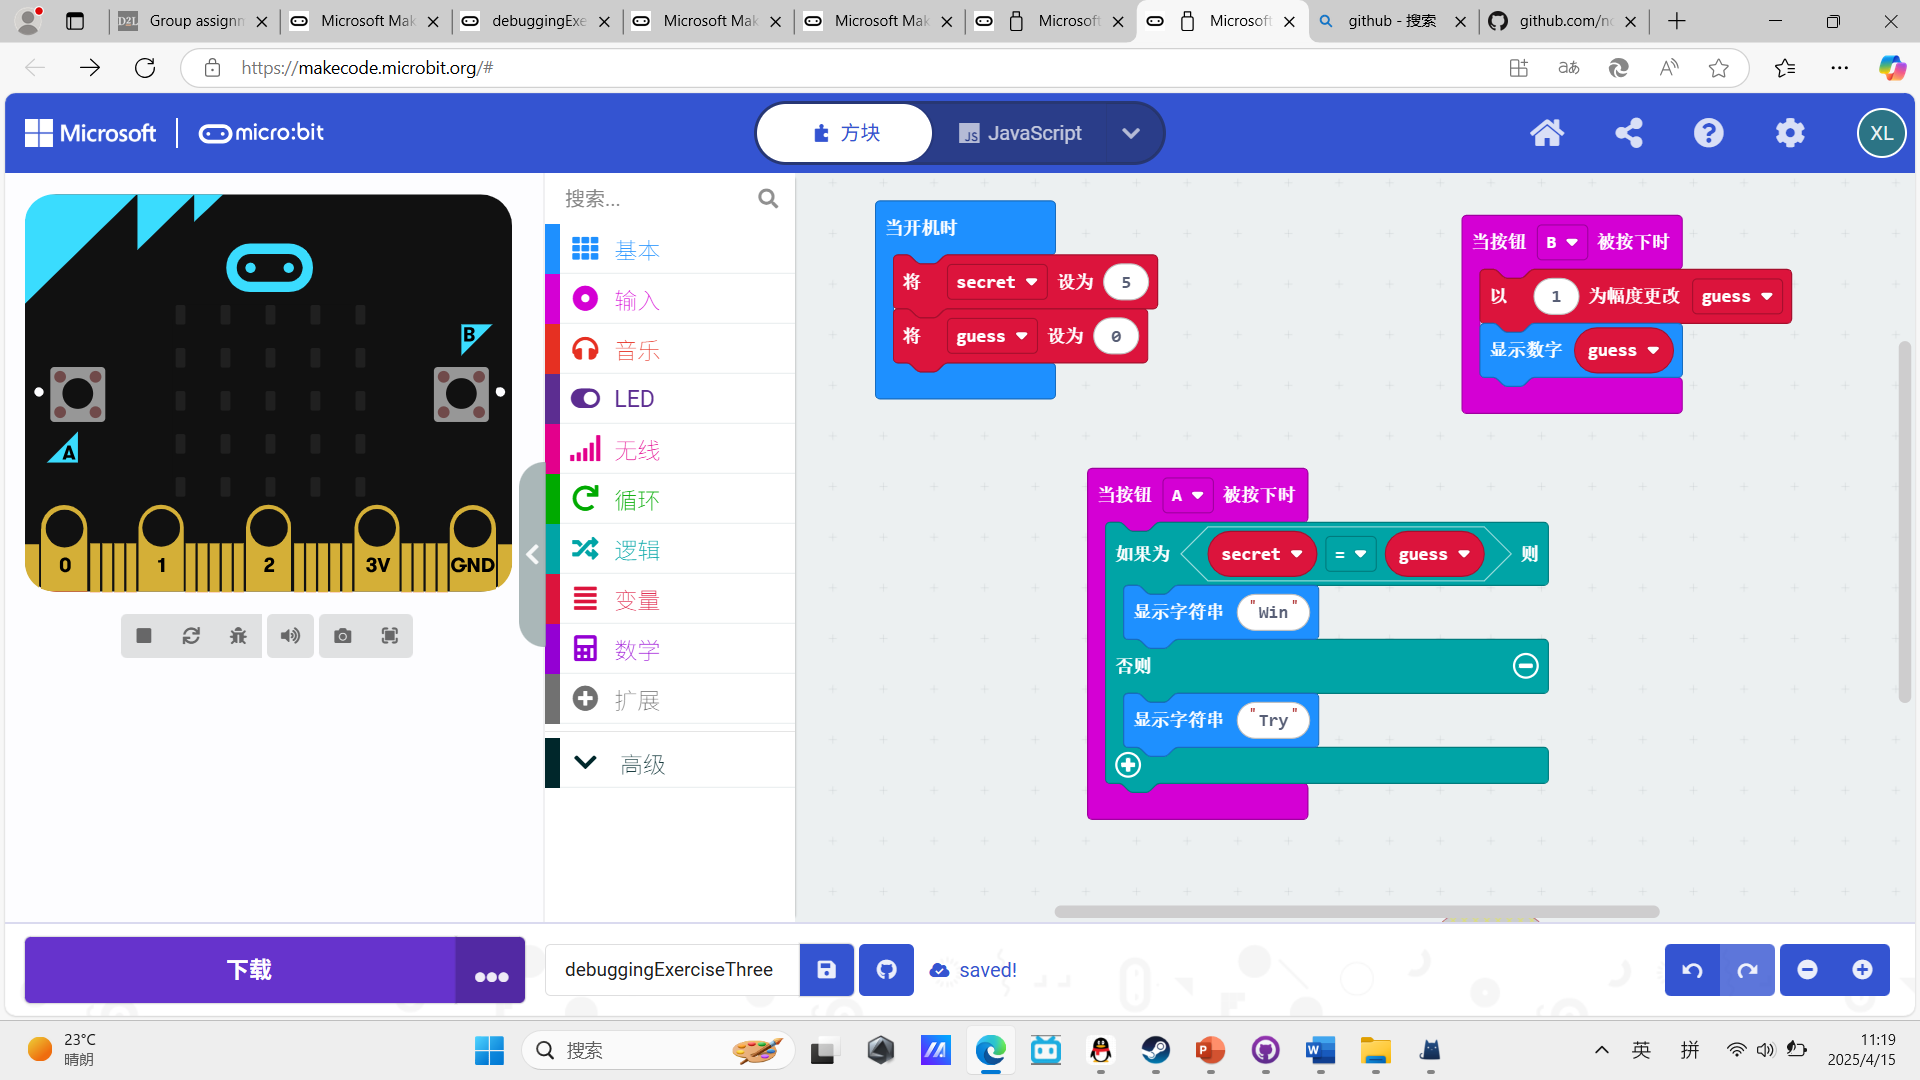 Group assignm
Microsoft Mak
debuggingExe
Microsoft Mak
Microsoft Mak
Microsoft
Microsoft
github - 搜索
github.com/no
https://makecode.microbit.org/#
Microsoft
micro:bit
方块
JavaScript
XL
搜索...
基本
输入
音乐
LED
无线
循环
逻辑
变量
数学
扩展
高级
B
A
0
1
2
3V
GND
当开机时
将 secret 设为 5
将 guess 设为 0
当按钮 B 被按下时
以 1 为幅度更改 guess
显示数字 guess
当按钮 A 被按下时
如果为 secret = guess 则
显示字符串 "Win"
否则
显示字符串 "Try"
下载
debuggingExerciseThree
saved!
23°C
晴朗
搜索
英
拼
11:19
2025/4/15